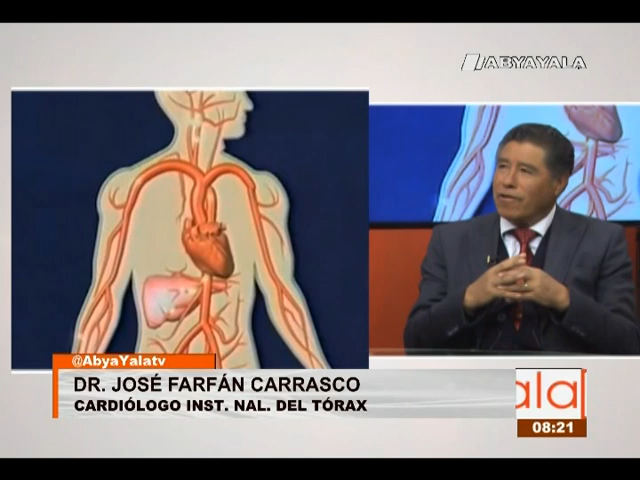 ABYAYALA
@AbyaYalatv
DR. JOSÉ FARFÁN CARRASCO
CARDIÓLOGO INST. NAL. DEL TÓRAX
ala
08:21